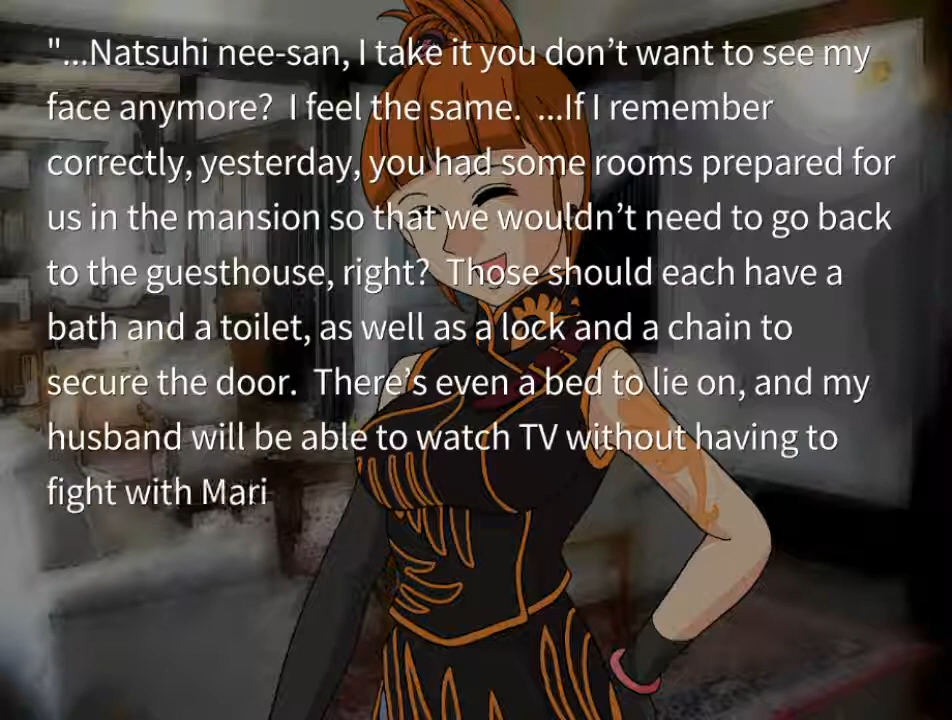 "...Natsuhi nee-san, I take it you don’t want to see my
face anymore?  I feel the same.  ...If I remember
correctly, yesterday, you had some rooms prepared for
us in the mansion so that we wouldn’t need to go back
to the guesthouse, right?  Those should each have a
bath and a toilet, as well as a lock and a chain to
secure the door.  There’s even a bed to lie on, and my
husband will be able to watch TV without having to
fight with Mari